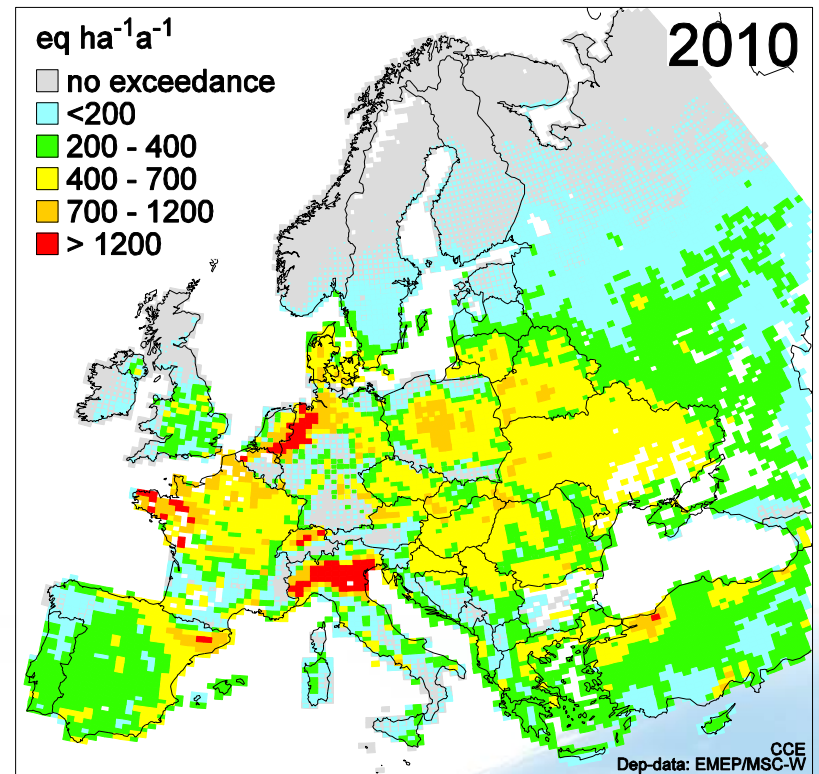 eq ha-1a-1
2010
no exceedance
<200
200 - 400
400 - 700
700 - 1200
> 1200
CCE
Dep-data: EMEP/MSC-W